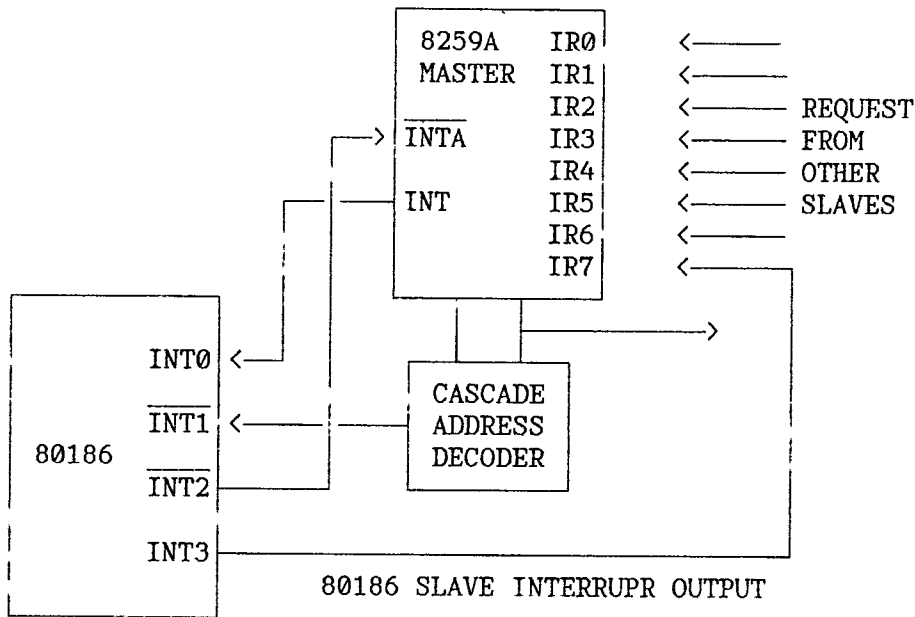 8259A IR0
MASTER IR1
IR2 REQUEST
INTA IR3 FROM
IR4 OTHER
INT IR5 SLAVES
IR6
IR7
INT0
CASCADE
INT1 ADDRESS
80186 DECODER
INT2
INT3
80186 SLAVE INTERRUPR OUTPUT